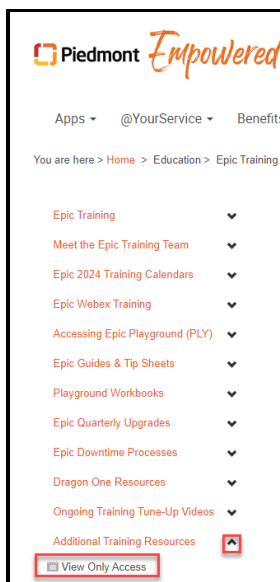 Piedmont Empowered
Apps @YourService Benefits
You are here > Home > Education > Epic Training
Epic Training
Meet the Epic Training Team
Epic 2024 Training Calendars
Epic Webex Training
Accessing Epic Playground (PLY)
Epic Guides & Tip Sheets
Playground Workbooks
Epic Quarterly Upgrades
Epic Downtime Processes
Dragon One Resources
Ongoing Training Tune-Up Videos
Additional Training Resources
View Only Access